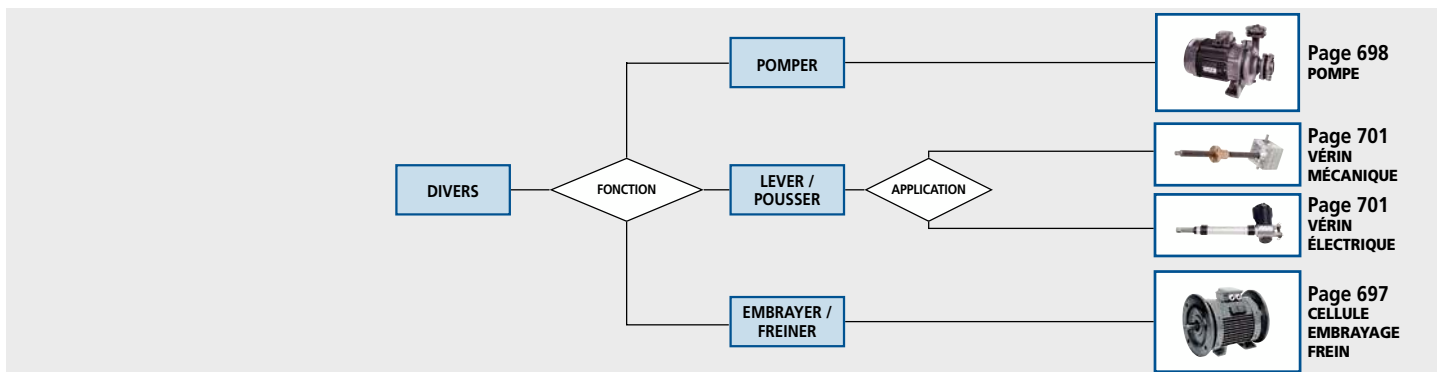 DIVERS
FONCTION
POMPER
Page 698
POMPE
LEVER /
POUSSER
APPLICATION
Page 701
VÉRIN
MÉCANIQUE
Page 701
VÉRIN
ÉLECTRIQUE
EMBRAYER /
FREINER
Page 697
CELLULE
EMBRAYAGE
FREIN